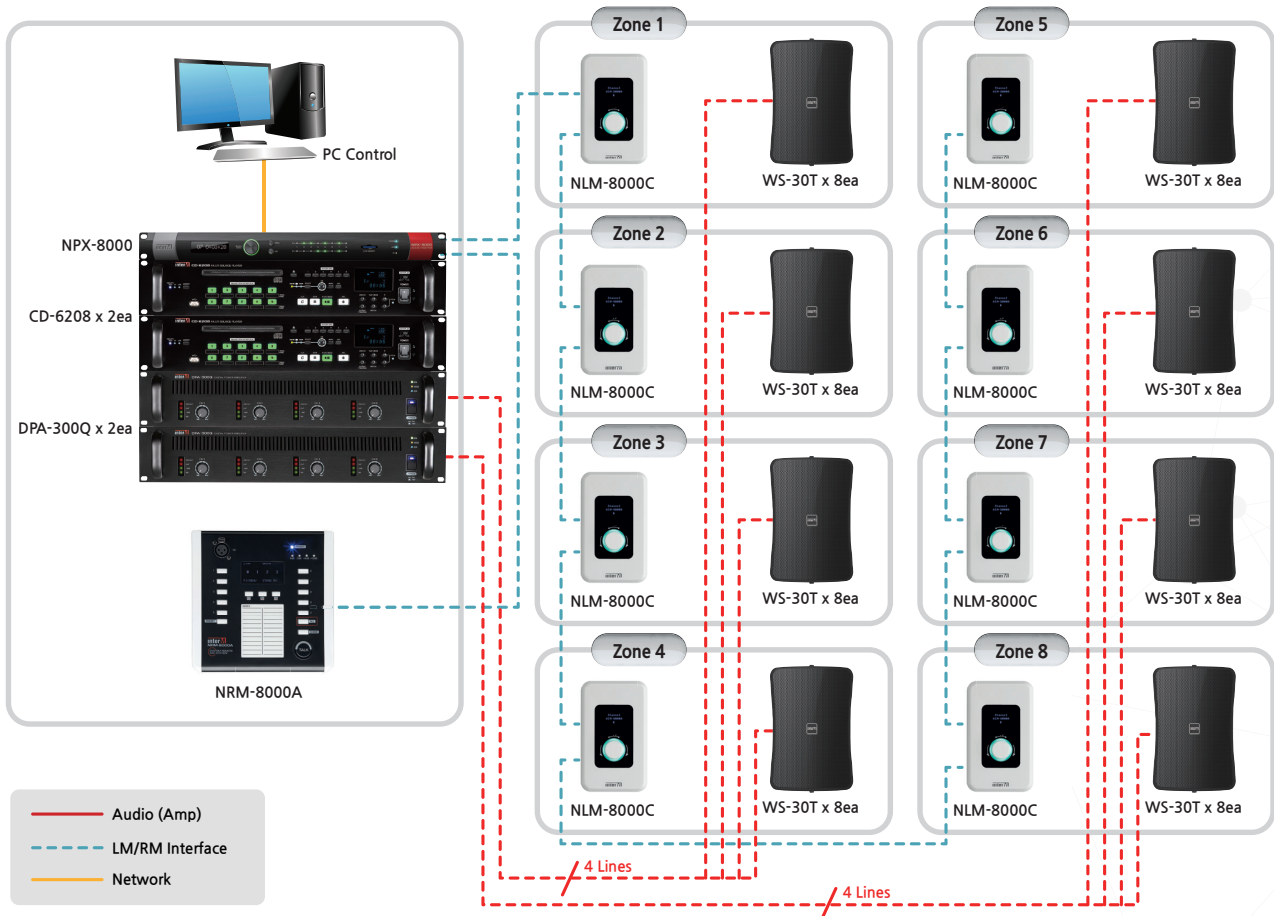 PC Control
NPX-8000
CD-6208 x 2ea
DPA-300Q x 2ea
inter M
NRM-8000A
TALK
NRM-8000A
Audio (Amp)
LM/RM Interface
Network
Zone 1
NLM-8000C
WS-30T x 8ea
Zone 2
NLM-8000C
WS-30T x 8ea
Zone 3
NLM-8000C
WS-30T x 8ea
Zone 4
NLM-8000C
WS-30T x 8ea
Zone 5
NLM-8000C
WS-30T x 8ea
Zone 6
NLM-8000C
WS-30T x 8ea
Zone 7
NLM-8000C
WS-30T x 8ea
Zone 8
NLM-8000C
WS-30T x 8ea
4 Lines
4 Lines